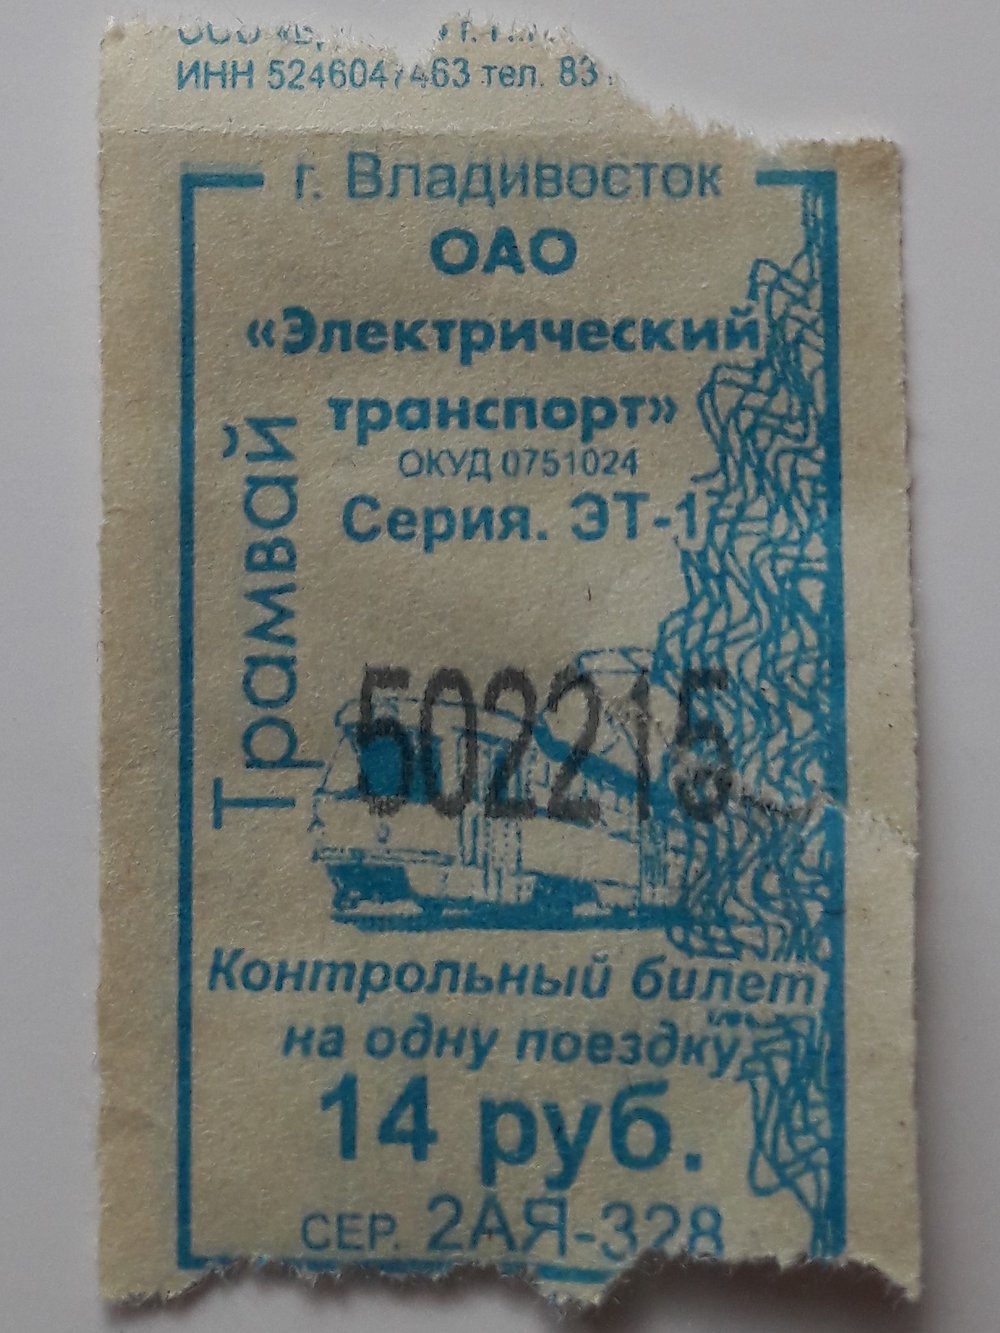 ООО
ИНН 5246047463 тел. 83
г. Владивосток
ОАО
«Электрический
транспорт»
ОКУД 0751024
Серия. ЭТ-1
Трамвай
502215
Контрольный билет
на одну поездку
14 руб.
СЕР. 2АЯ-328